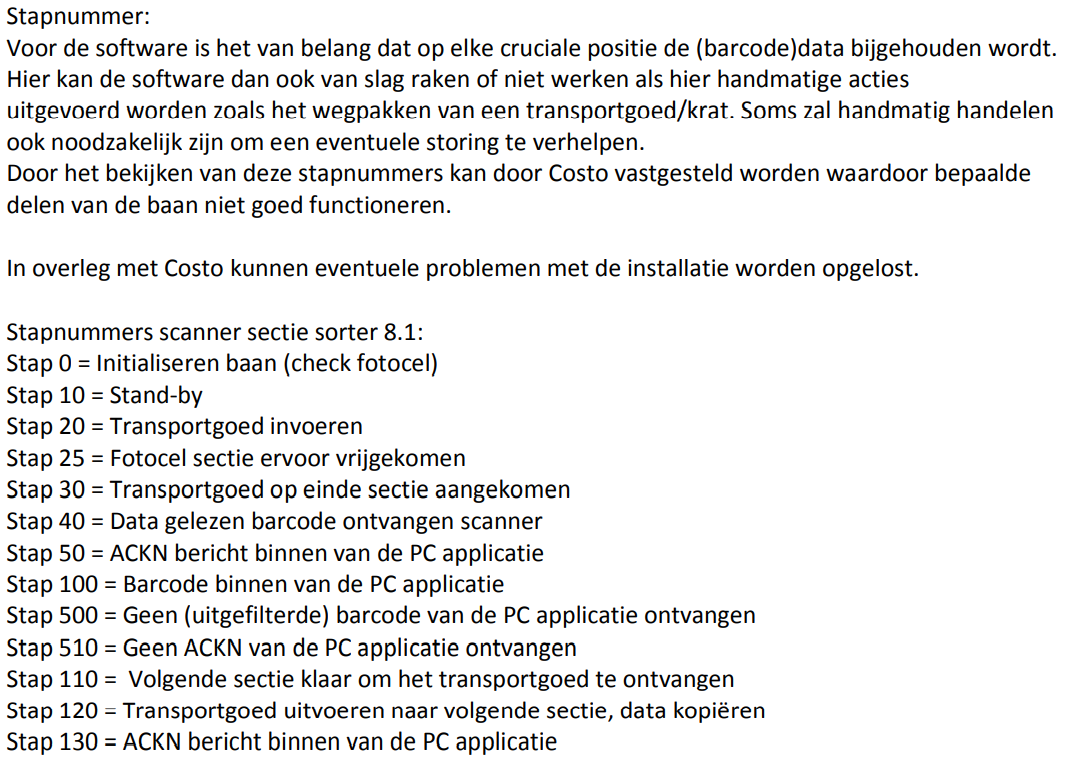 Stapnummer:
Voor de software is het van belang dat op elke cruciale positie de (barcode)data bijgehouden wordt.
Hier kan de software dan ook van slag raken of niet werken als hier handmatige acties
uitgevoerd worden zoals het wegpakken van een transportgoed/krat. Soms zal handmatig handelen
ook noodzakelijk zijn om een eventuele storing te verhelpen.
Door het bekijken van deze stapnummers kan door Costo vastgesteld worden waardoor bepaalde
delen van de baan niet goed functioneren.
In overleg met Costo kunnen eventuele problemen met de installatie worden opgelost.
Stapnummers scanner sectie sorter 8.1:
Stap 0 = Initialiseren baan (check fotocel)
Stap 10 = Stand-by
Stap 20 = Transportgoed invoeren
Stap 25 = Fotocel sectie ervoor vrijgekomen
Stap 30 = Transportgoed op einde sectie aangekomen
Stap 40 = Data gelezen barcode ontvangen scanner
Stap 50 = ACKN bericht binnen van de PC applicatie
Stap 100 = Barcode binnen van de PC applicatie
Stap 500 = Geen (uitgefilterde) barcode van de PC applicatie ontvangen
Stap 510 = Geen ACKN van de PC applicatie ontvangen
Stap 110 =  Volgende sectie klaar om het transportgoed te ontvangen
Stap 120 = Transportgoed uitvoeren naar volgende sectie, data kopiëren
Stap 130 = ACKN bericht binnen van de PC applicatie